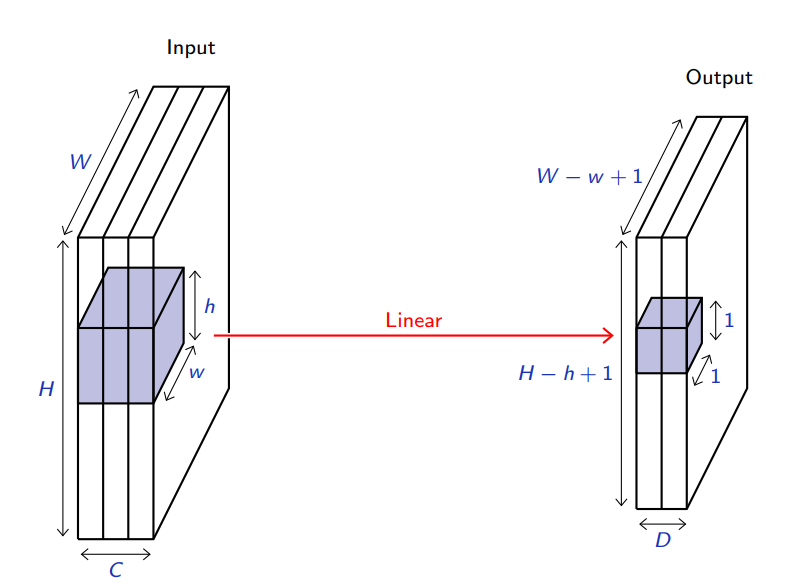 Input
Output
W
W − w + 1
h
Linear
1
w
H
H − h + 1
1
D
C